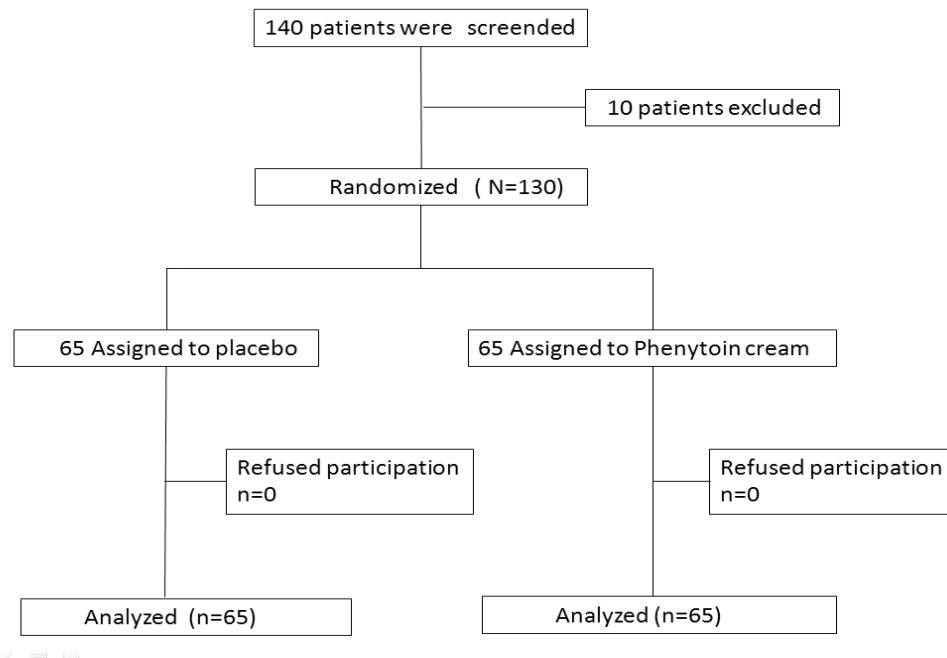 140 patients were screended
10 patients excluded
Randomized ( N=130)
65 Assigned to placebo
65 Assigned to Phenytoin cream
Refused participation
n=0
Refused participation
n=0
Analyzed (n=65)
Analyzed (n=65)